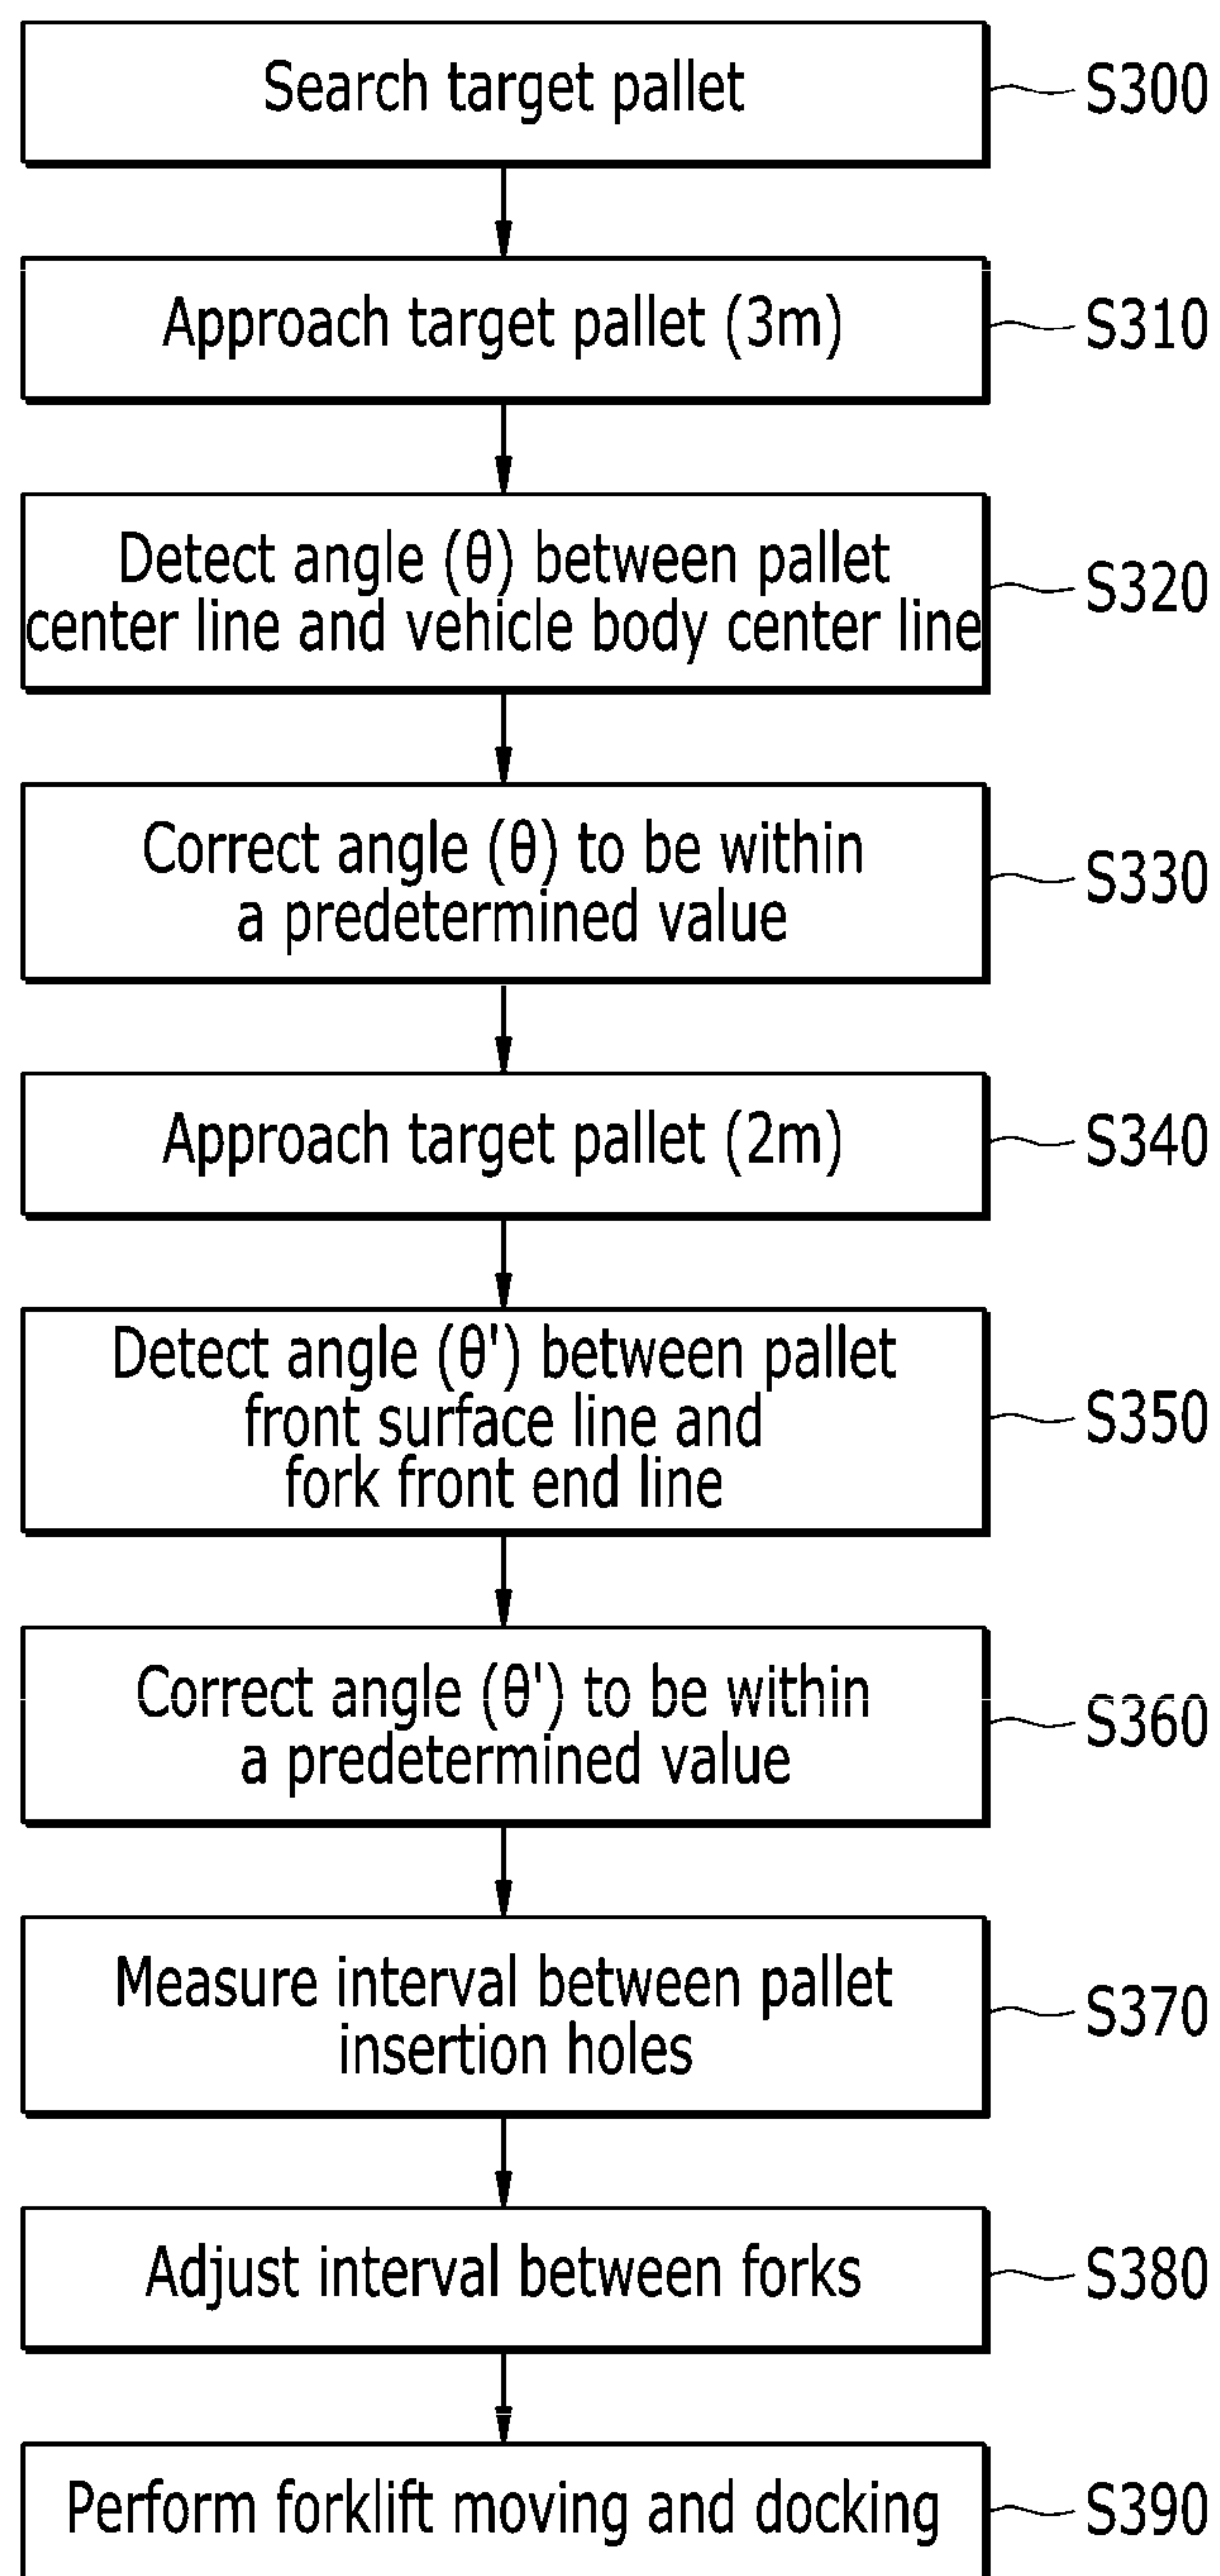 Search target pallet
S300
Approach target pallet (3m)
S310
Detect angle (θ) between pallet
center line and vehicle body center line
S320
Correct angle (θ) to be within
a predetermined value
S330
Approach target pallet (2m)
S340
Detect angle (θ') between pallet
front surface line and
fork front end line
S350
Correct angle (θ') to be within
a predetermined value
S360
Measure interval between pallet
insertion holes
S370
Adjust interval between forks
S380
Perform forklift moving and docking
S390